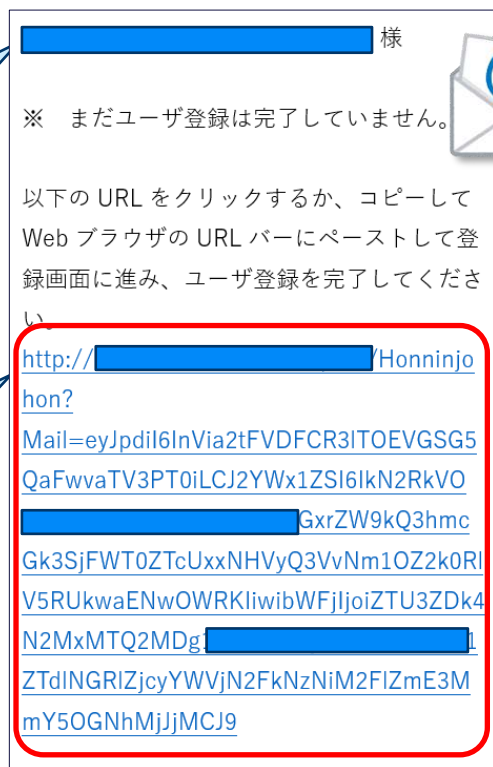 様
※ まだユーザ登録は完了していません。
以下の URL をクリックするか、コピーして
Web ブラウザの URL バーにペーストして登
録画面に進み、ユーザ登録を完了してくださ
い。
http:// /Honninjo
hon?
Mail=eyJpdiI6InVia2tFVDFCR3lTOEVGSG5
QaFwvaTV3PT0iLCJ2YWx1ZSI6IkN2RkVO
GxrZW9kQ3hmc
Gk3SjFWT0ZTcUxxNHVyQ3VvNm1OZ2k0Rl
V5RUkwaENwOWRKIiwibWFjIjoiZTU3ZDk4
N2MxMTQ2MDg1 1
ZTdlNGRlZjcyYWVjN2FkNzNiM2FlZmE3M
mY5OGNhMjJjMCJ9